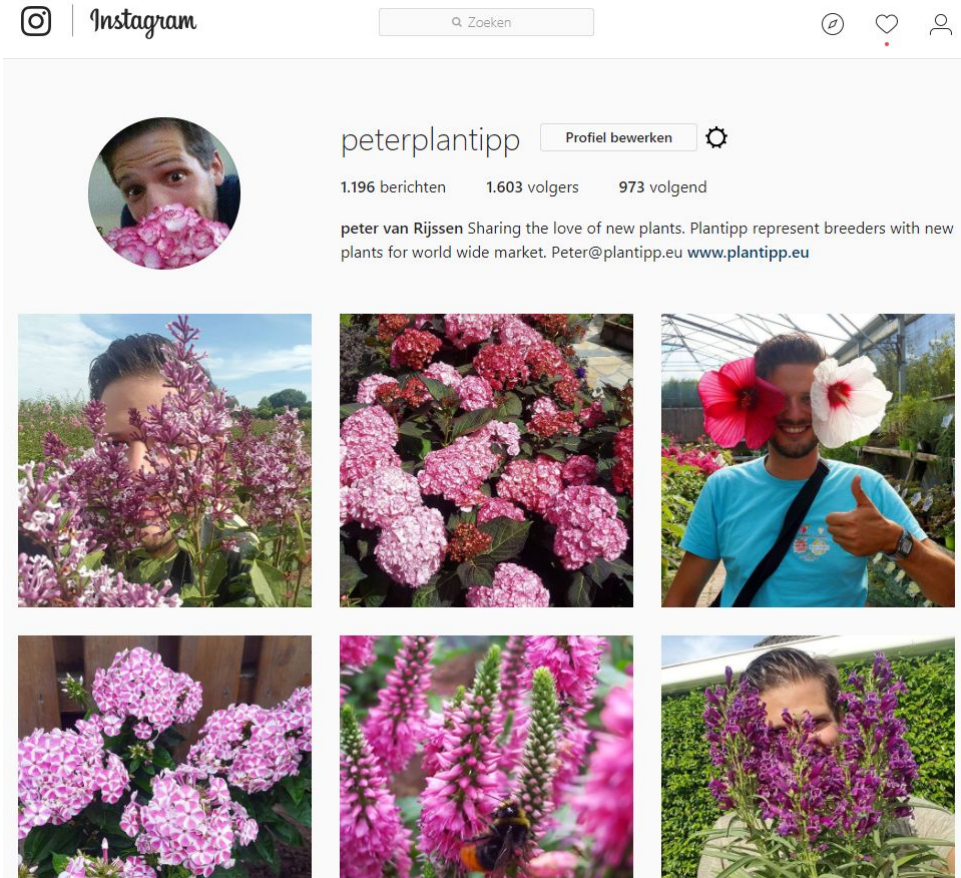 Instagram
Zoeken
peterplantipp Profiel bewerken
1.196 berichten 1.603 volgers 973 volgend
peter van Rijssen Sharing the love of new plants. Plantipp represent breeders with new
plants for world wide market. Peter@plantipp.eu www.plantipp.eu